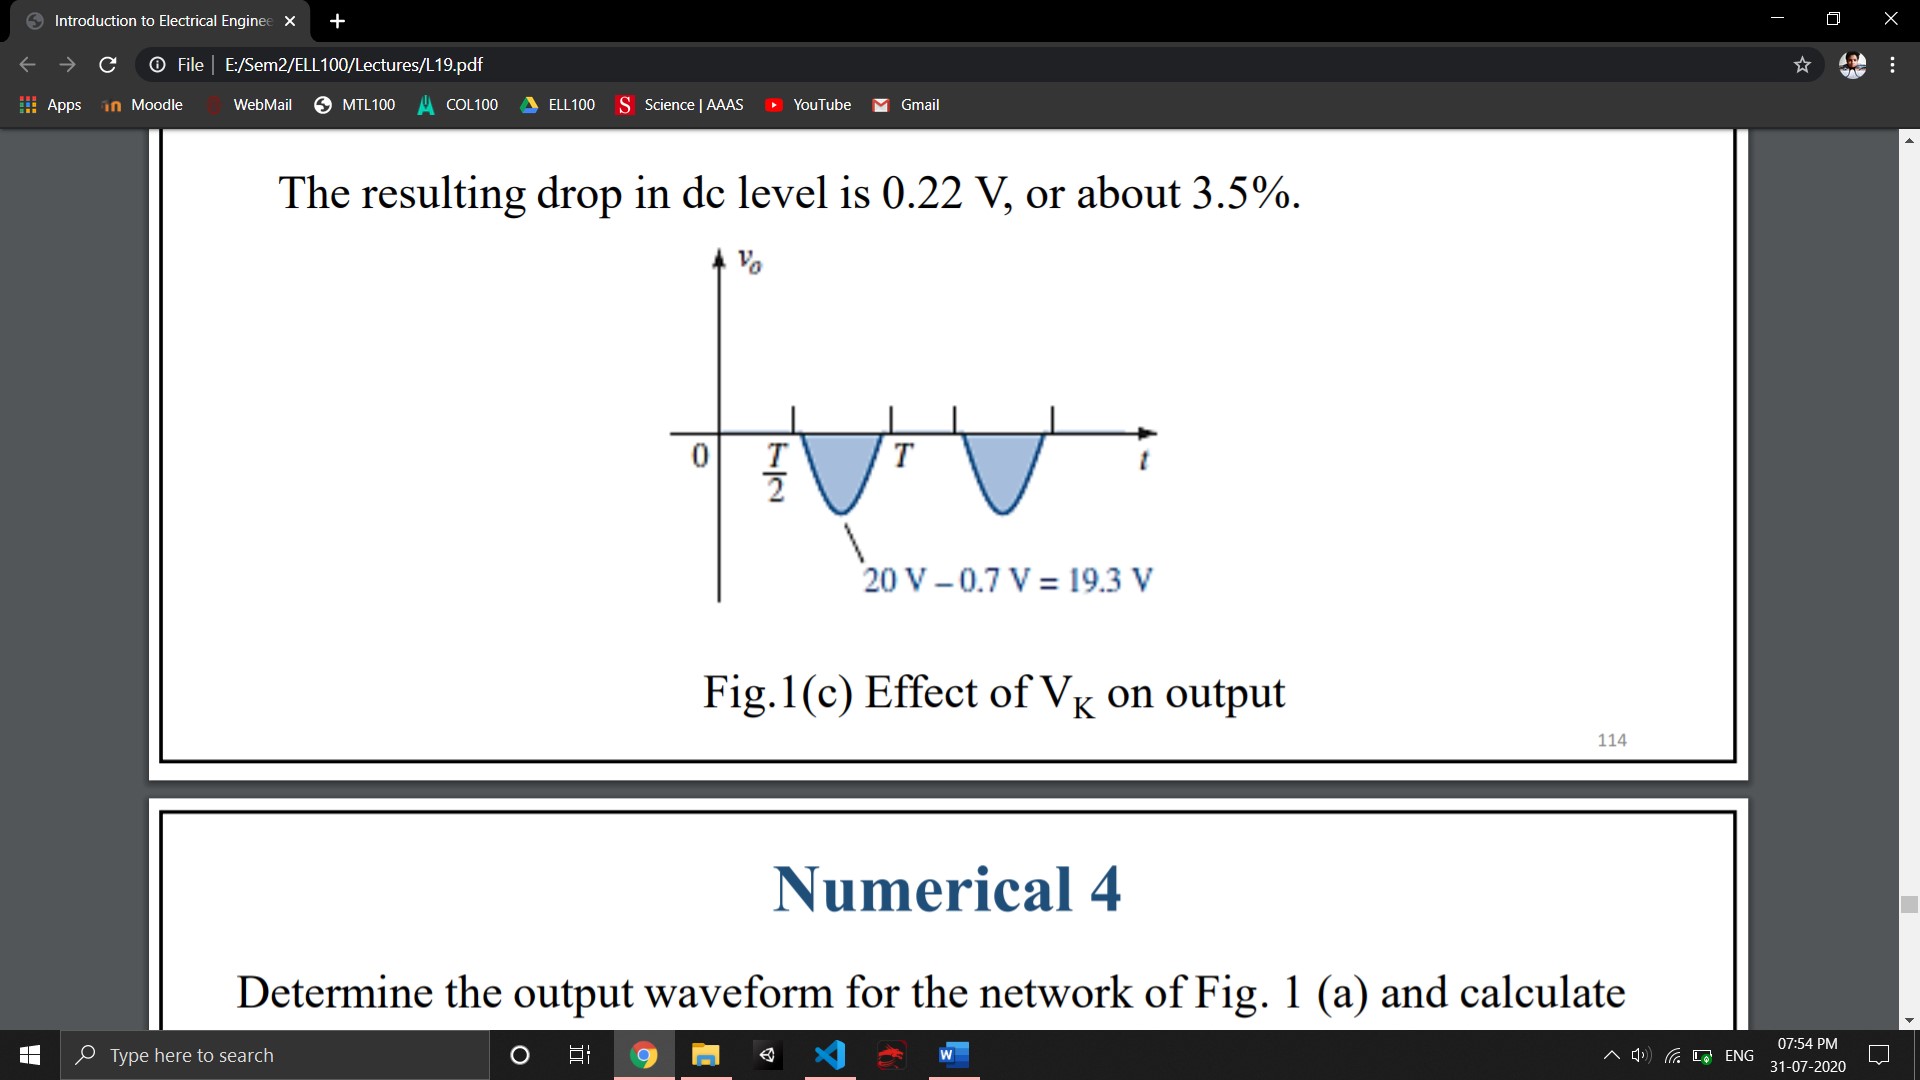 Introduction to Electrical Enginee
File
E:/Sem2/ELL100/Lectures/L19.pdf
Apps
Moodle
WebMail
MTL100
COL100
ELL100
S Science | AAAS
YouTube
Gmail
The resulting drop in dc level is 0.22 V, or about 3.5%.
vo
0
T
2
T
t
20 V – 0.7 V = 19.3 V
Fig.1(c) Effect of VK on output
114
Numerical 4
Determine the output waveform for the network of Fig. 1 (a) and calculate
Type here to search
ENG
07:54 PM
31-07-2020